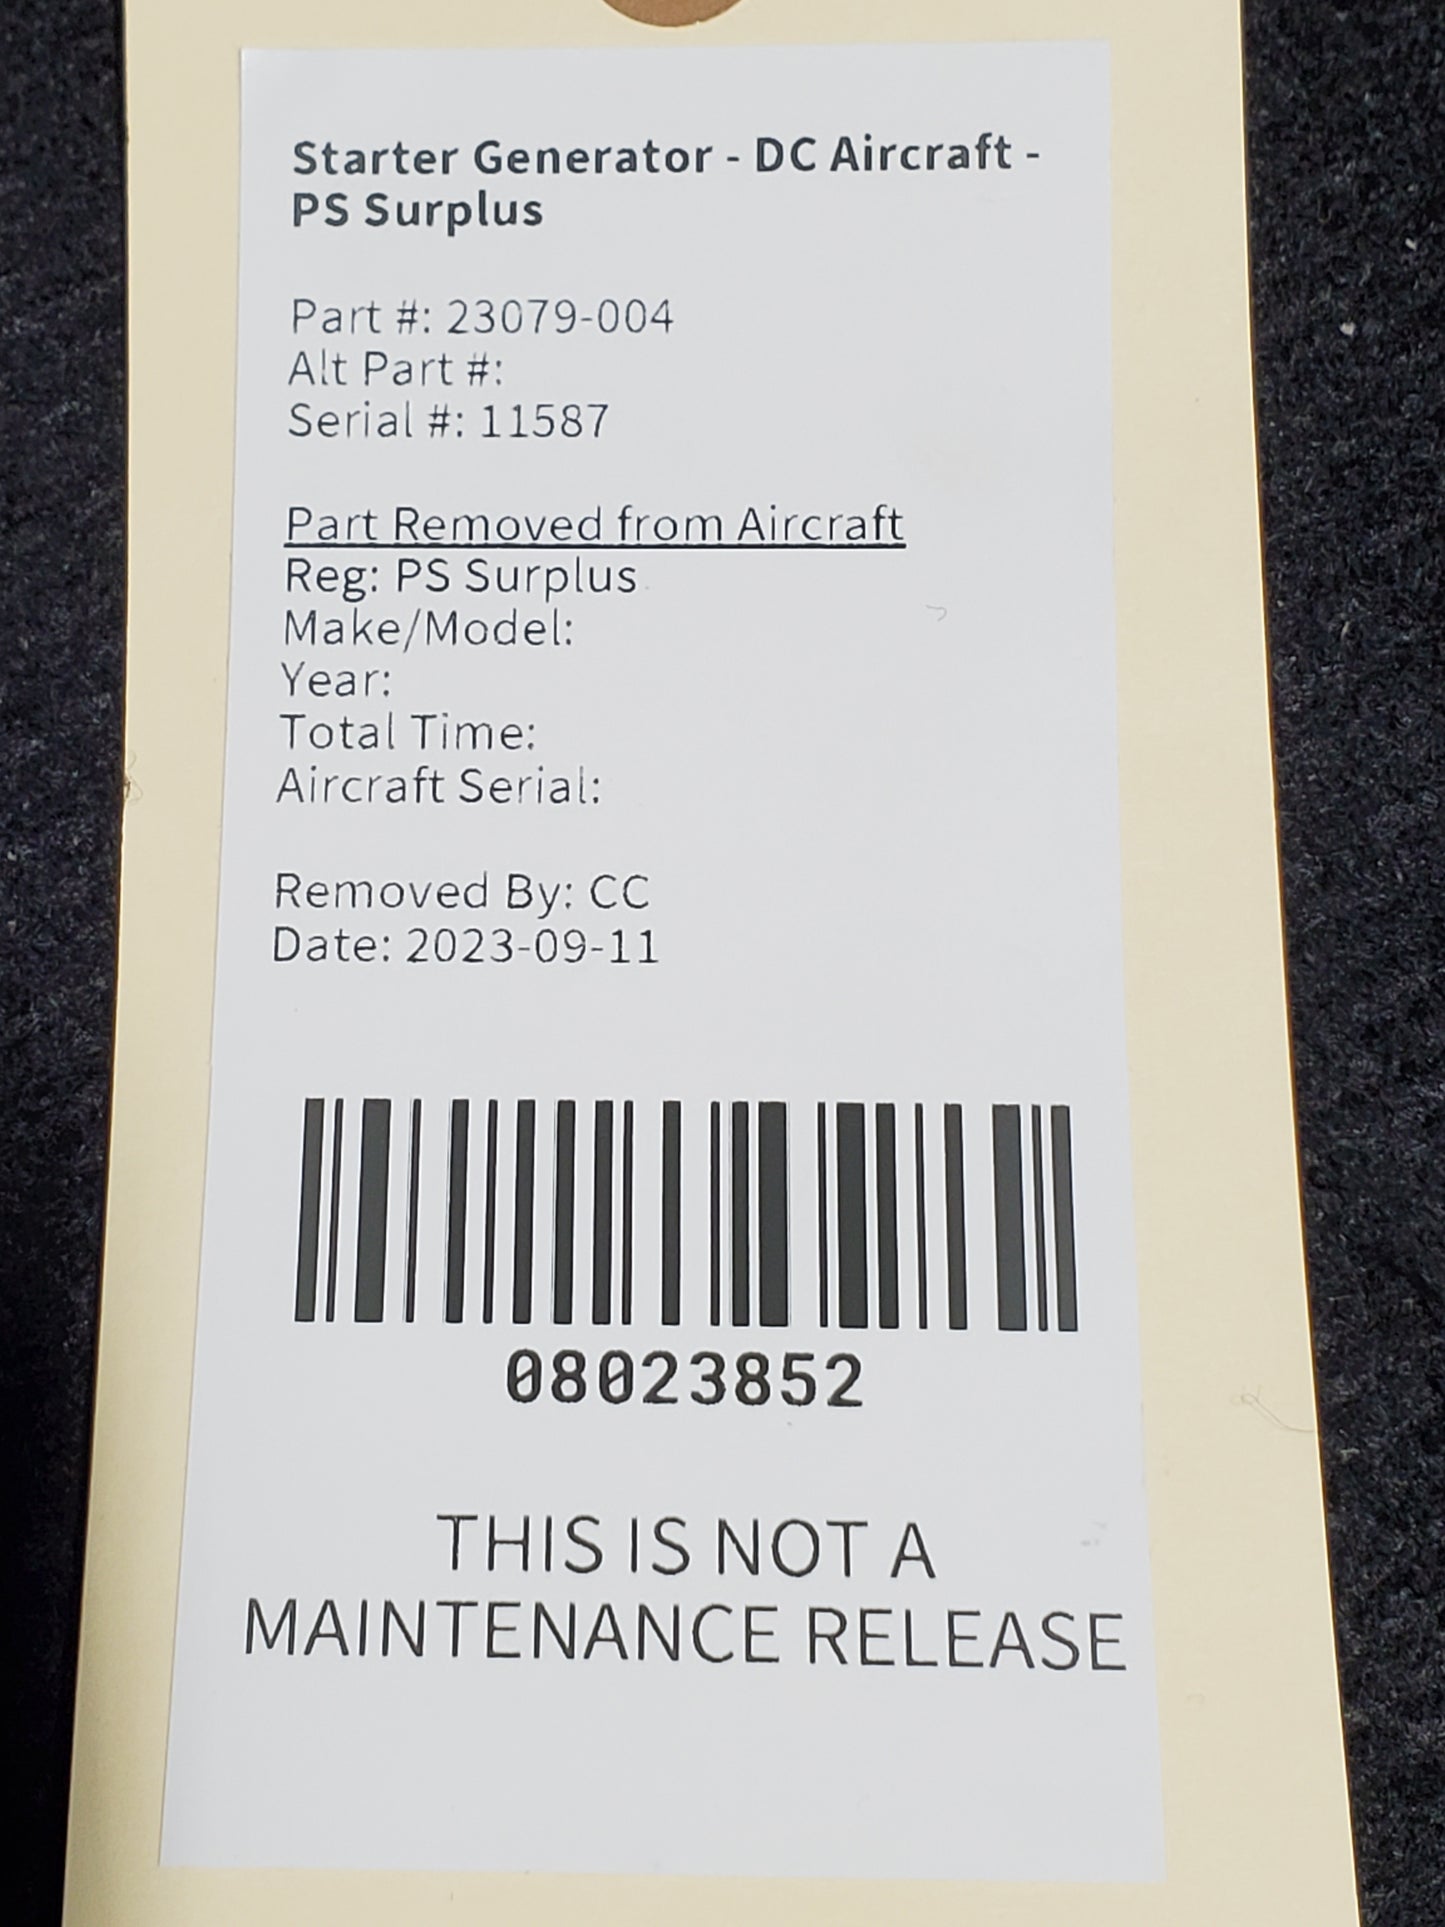 Starter Generator - DC Aircraft -
PS Surplus
Part #: 23079-004
Alt Part #:
Serial #: 11587
Part Removed from Aircraft
Reg: PS Surplus
Make/Model:
Year:
Total Time:
Aircraft Serial:
Removed By: CC
Date: 2023-09-11
08023852
THIS IS NOT A
MAINTENANCE RELEASE